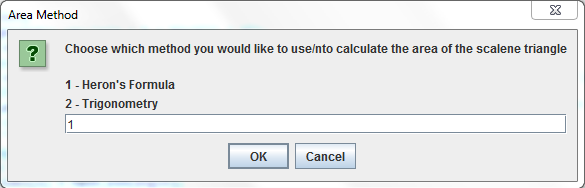 Area Method
Choose which method you would like to use/nto calculate the area of the scalene triangle
1 - Heron's Formula
2 - Trigonometry
1
OK
Cancel